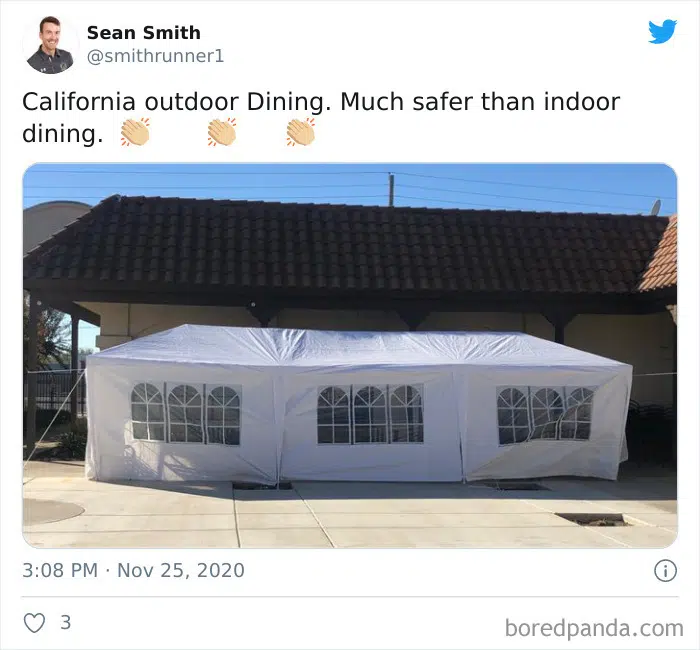 Sean Smith
@smithrunner1
California outdoor Dining. Much safer than indoor
dining. 👏 👏 👏
3:08 PM · Nov 25, 2020
3
boredpanda.com